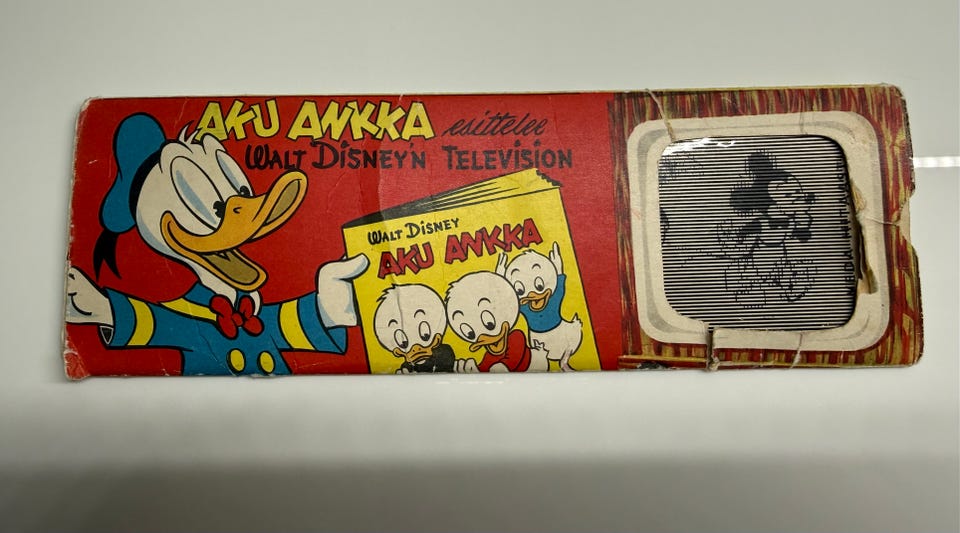 AKU ANKKA esittelee
WALT DISNEY'N TELEVISION
WALT DISNEY
AKU ANKKA